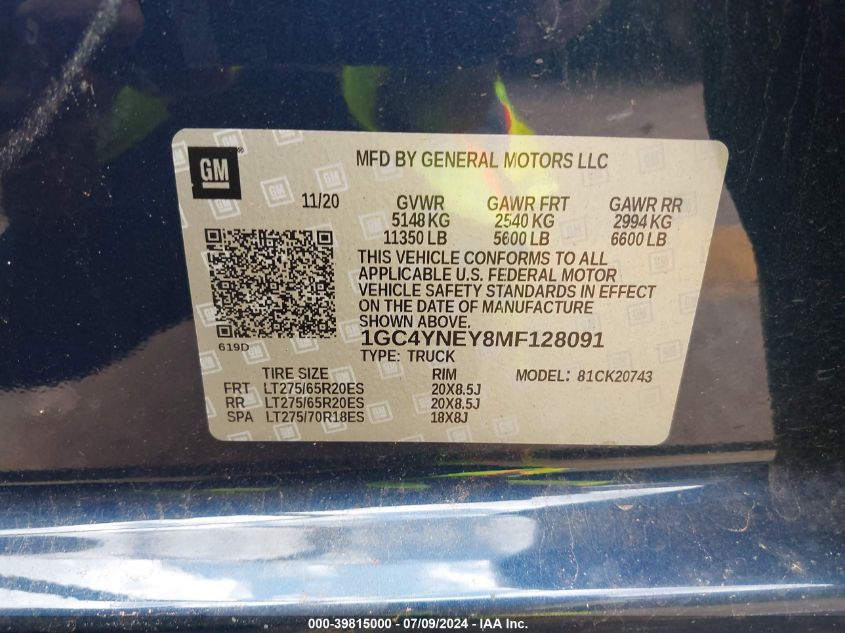 GM
MFD BY GENERAL MOTORS LLC
11/20 GVWR GAWR FRT GAWR RR
5148 KG 2540 KG 2994 KG
11350 LB 5600 LB 6600 LB
THIS VEHICLE CONFORMS TO ALL
APPLICABLE U.S. FEDERAL MOTOR
VEHICLE SAFETY STANDARDS IN EFFECT
ON THE DATE OF MANUFACTURE
SHOWN ABOVE.
619D
1GC4YNEY8MF128091
TYPE: TRUCK
TIRE SIZE RIM MODEL: 81CK20743
FRT LT275/65R20ES 20X8.5J
RR LT275/65R20ES 20X8.5J
SPA LT275/70R18ES 18X8J
000-39815000 - 07/09/2024 - IAAI.COM